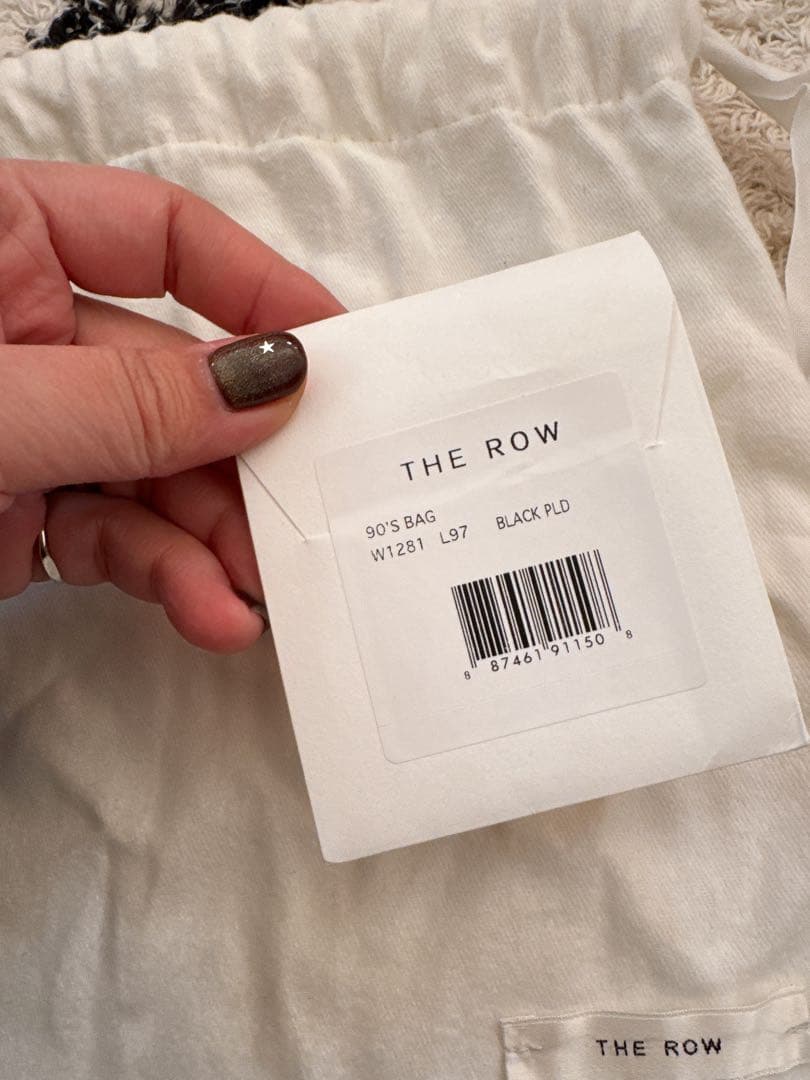 THE ROW
90'S BAG
W1281 L97 BLACK PLD
8 87461 91150 8
THE ROW